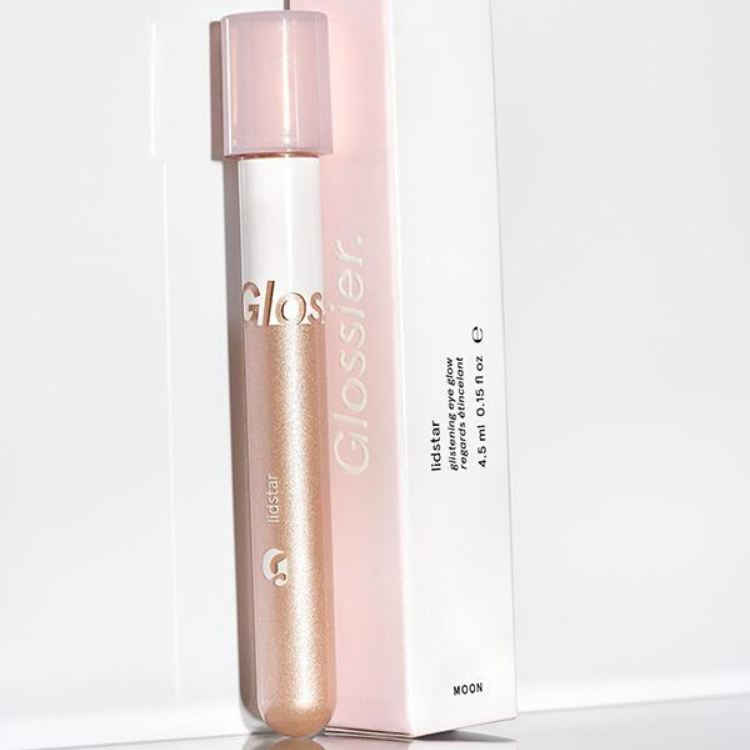 Glos
lidstar
Glossier.
lidstar
glistening eye glow
regards étincelant
4.5 ml 0.15 fl oz ℮
MOON